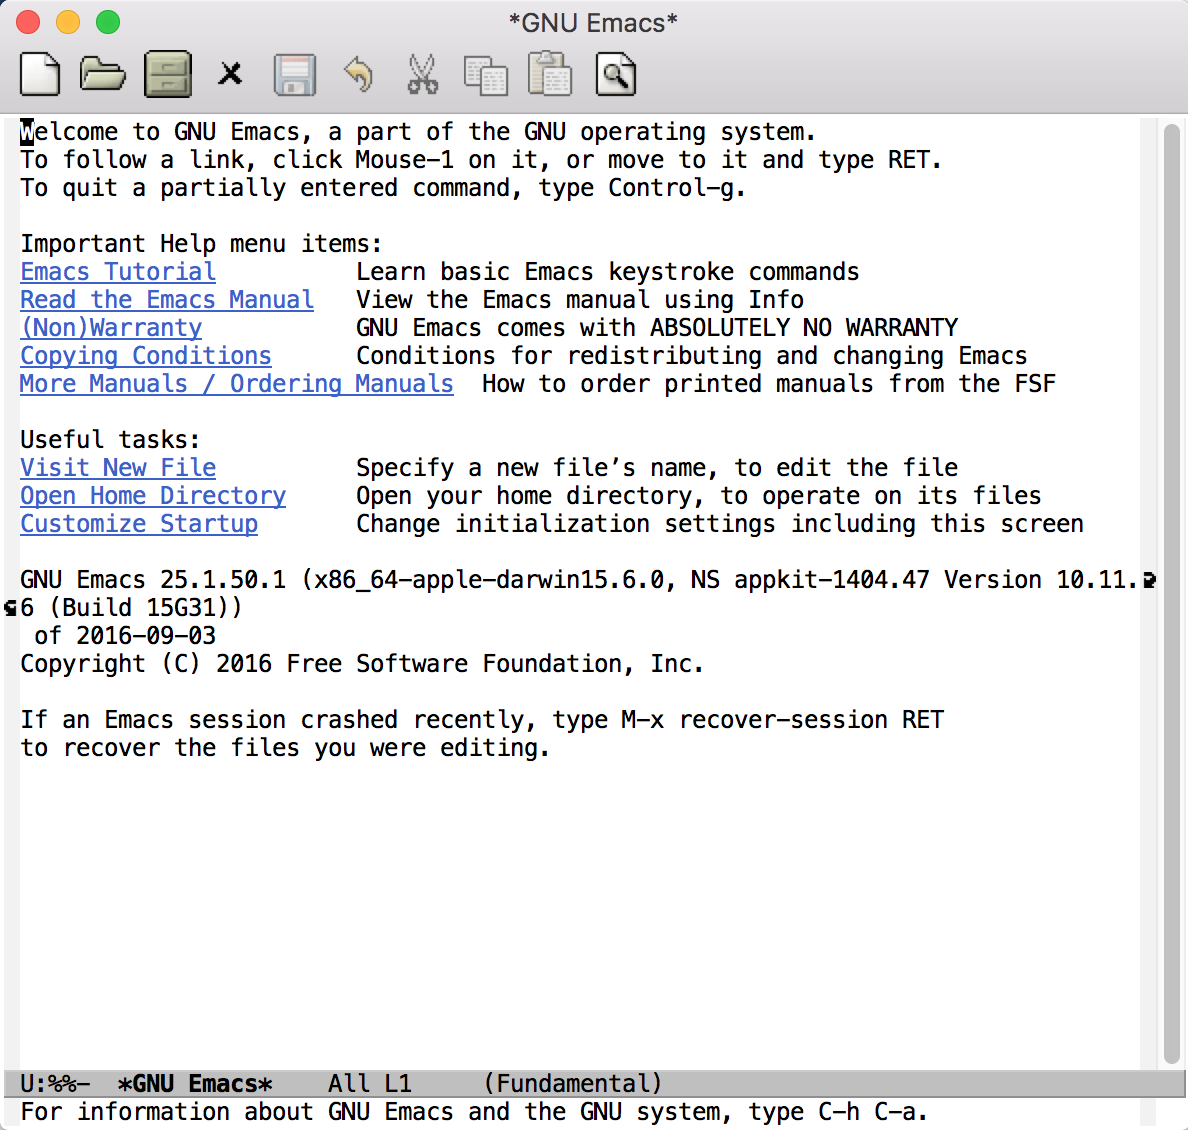 *GNU Emacs*
Welcome to GNU Emacs, a part of the GNU operating system.
To follow a link, click Mouse-1 on it, or move to it and type RET.
To quit a partially entered command, type Control-g.
Important Help menu items:
Emacs Tutorial Learn basic Emacs keystroke commands
Read the Emacs Manual View the Emacs manual using Info
(Non)Warranty GNU Emacs comes with ABSOLUTELY NO WARRANTY
Copying Conditions Conditions for redistributing and changing Emacs
More Manuals / Ordering Manuals How to order printed manuals from the FSF
Useful tasks:
Visit New File Specify a new file’s name, to edit the file
Open Home Directory Open your home directory, to operate on its files
Customize Startup Change initialization settings including this screen
GNU Emacs 25.1.50.1 (x86_64-apple-darwin15.6.0, NS appkit-1404.47 Version 10.11.
6 (Build 15G31))
of 2016-09-03
Copyright (C) 2016 Free Software Foundation, Inc.
If an Emacs session crashed recently, type M-x recover-session RET
to recover the files you were editing.
U:%%- *GNU Emacs* All L1 (Fundamental)
For information about GNU Emacs and the GNU system, type C-h C-a.